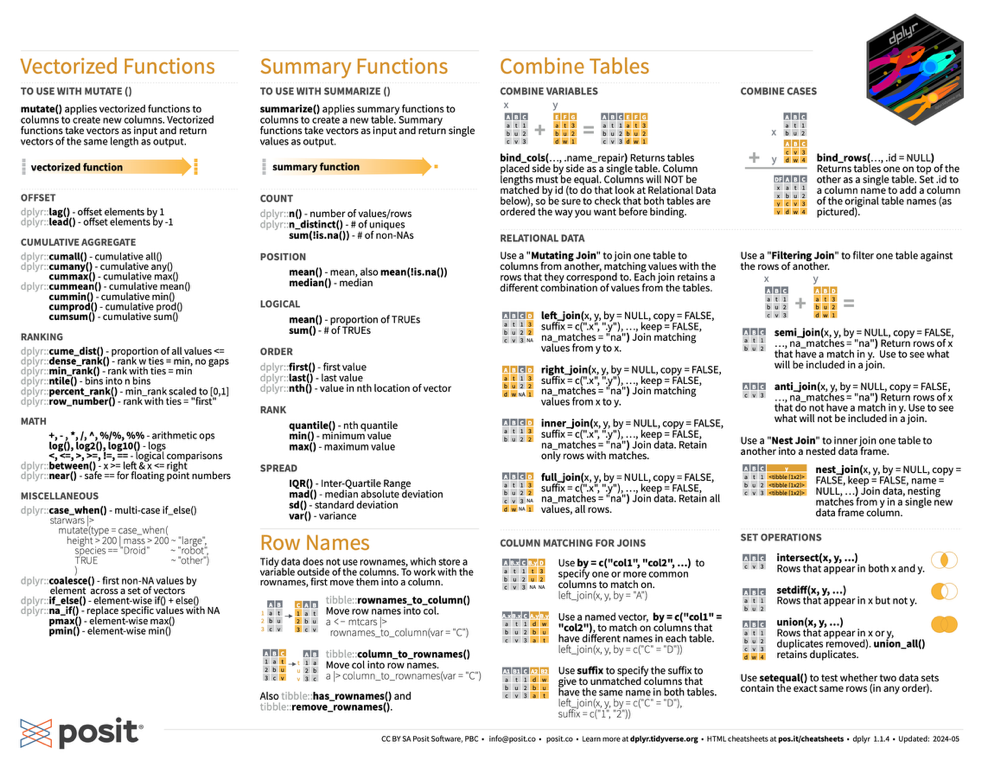 dplyr
Vectorized Functions
TO USE WITH MUTATE ()
mutate() applies vectorized functions to
columns to create new columns. Vectorized
functions take vectors as input and return
vectors of the same length as output.
vectorized function
OFFSET
dplyr::lag() - offset elements by 1
dplyr::lead() - offset elements by -1
CUMULATIVE AGGREGATE
dplyr::cumall() - cumulative all()
dplyr::cumany() - cumulative any()
cummax() - cumulative max()
dplyr::cummean() - cumulative mean()
cummin() - cumulative min()
cumprod() - cumulative prod()
cumsum() - cumulative sum()
RANKING
dplyr::cume_dist() - proportion of all values <=
dplyr::dense_rank() - rank w ties = min, no gaps
dplyr::min_rank() - rank with ties = min
dplyr::ntile() - bins into n bins
dplyr::percent_rank() - min_rank scaled to [0,1]
dplyr::row_number() - rank with ties = "first"
MATH
+, - , *, /, ^, %/%, %% - arithmetic ops
log(), log2(), log10() - logs
<, <=, >, >=, !=, == - logical comparisons
dplyr::between() - x >= left & x <= right
dplyr::near() - safe == for floating point numbers
MISCELLANEOUS
dplyr::case_when() - multi-case if_else()
starwars |>
mutate(type = case_when(
height > 200 | mass > 200 ~ "large",
species == "Droid" ~ "robot",
TRUE ~ "other")
)
dplyr::coalesce() - first non-NA values by
element across a set of vectors
dplyr::if_else() - element-wise if() + else()
dplyr::na_if() - replace specific values with NA
pmax() - element-wise max()
pmin() - element-wise min()
Summary Functions
TO USE WITH SUMMARIZE ()
summarize() applies summary functions to
columns to create a new table. Summary
functions take vectors as input and return single
values as output.
summary function
COUNT
dplyr::n() - number of values/rows
dplyr::n_distinct() - # of uniques
sum(!is.na()) - # of non-NAs
POSITION
mean() - mean, also mean(!is.na())
median() - median
LOGICAL
mean() - proportion of TRUEs
sum() - # of TRUEs
ORDER
dplyr::first() - first value
dplyr::last() - last value
dplyr::nth() - value in nth location of vector
RANK
quantile() - nth quantile
min() - minimum value
max() - maximum value
SPREAD
IQR() - Inter-Quartile Range
mad() - median absolute deviation
sd() - standard deviation
var() - variance
Row Names
Tidy data does not use rownames, which store a
variable outside of the columns. To work with the
rownames, first move them into a column.
tibble::rownames_to_column()
Move row names into col.
a <- mtcars |>
rownames_to_column(var = "C")
tibble::column_to_rownames()
Move col into row names.
a |> column_to_rownames(var = "C")
Also tibble::has_rownames() and
tibble::remove_rownames().
Combine Tables
COMBINE VARIABLES
x y
A B C E F G A B C E F G
a t 1 a t 3 a t 1 a t 3
b u 2 + b u 2 = b u 2 b u 2
c v 3 d w 1 c v 3 d w 1
bind_cols(…, .name_repair) Returns tables
placed side by side as a single table. Column
lengths must be equal. Columns will NOT be
matched by id (to do that look at Relational Data
below), so be sure to check that both tables are
ordered the way you want before binding.
COMBINE CASES
x
+ y
bind_rows(…, .id = NULL)
Returns tables one on top of the
other as a single table. Set .id to
a column name to add a column
of the original table names (as
pictured).
RELATIONAL DATA
Use a "Mutating Join" to join one table to
columns from another, matching values with the
rows that they correspond to. Each join retains a
different combination of values from the tables.
left_join(x, y, by = NULL, copy = FALSE,
suffix = c(".x", ".y"), …, keep = FALSE,
na_matches = "na") Join matching
values from y to x.
right_join(x, y, by = NULL, copy = FALSE,
suffix = c(".x", ".y"), …, keep = FALSE,
na_matches = "na") Join matching
values from x to y.
inner_join(x, y, by = NULL, copy = FALSE,
suffix = c(".x", ".y"), …, keep = FALSE,
na_matches = "na") Join data. Retain
only rows with matches.
full_join(x, y, by = NULL, copy = FALSE,
suffix = c(".x", ".y"), …, keep = FALSE,
na_matches = "na") Join data. Retain all
values, all rows.
COLUMN MATCHING FOR JOINS
Use by = c("col1", "col2", …) to
specify one or more common
columns to match on.
left_join(x, y, by = "A")
Use a named vector, by = c("col1" =
"col2"), to match on columns that
have different names in each table.
left_join(x, y, by = c("C" = "D"))
Use suffix to specify the suffix to
give to unmatched columns that
have the same name in both tables.
left_join(x, y, by = c("C" = "D"),
suffix = c("1", "2"))
Use a "Filtering Join" to filter one table against
the rows of another.
x y
A B C A B D
a t 1 a t 3
b u 2 + b u 2 =
c v 3 d w 1
semi_join(x, y, by = NULL, copy = FALSE,
…, na_matches = "na") Return rows of x
that have a match in y. Use to see what
will be included in a join.
anti_join(x, y, by = NULL, copy = FALSE,
…, na_matches = "na") Return rows of x
that do not have a match in y. Use to see
what will not be included in a join.
Use a "Nest Join" to inner join one table to
another into a nested data frame.
nest_join(x, y, by = NULL, copy =
FALSE, keep = FALSE, name =
NULL, …) Join data, nesting
matches from y in a single new
data frame column.
SET OPERATIONS
intersect(x, y, …)
Rows that appear in both x and y.
setdiff(x, y, …)
Rows that appear in x but not y.
union(x, y, …)
Rows that appear in x or y,
duplicates removed). union_all()
retains duplicates.
Use setequal() to test whether two data sets
contain the exact same rows (in any order).
posit
CC BY SA Posit Software, PBC • info@posit.co • posit.co • Learn more at dplyr.tidyverse.org • HTML cheatsheets at pos.it/cheatsheets • dplyr 1.1.4 • Updated: 2024-05